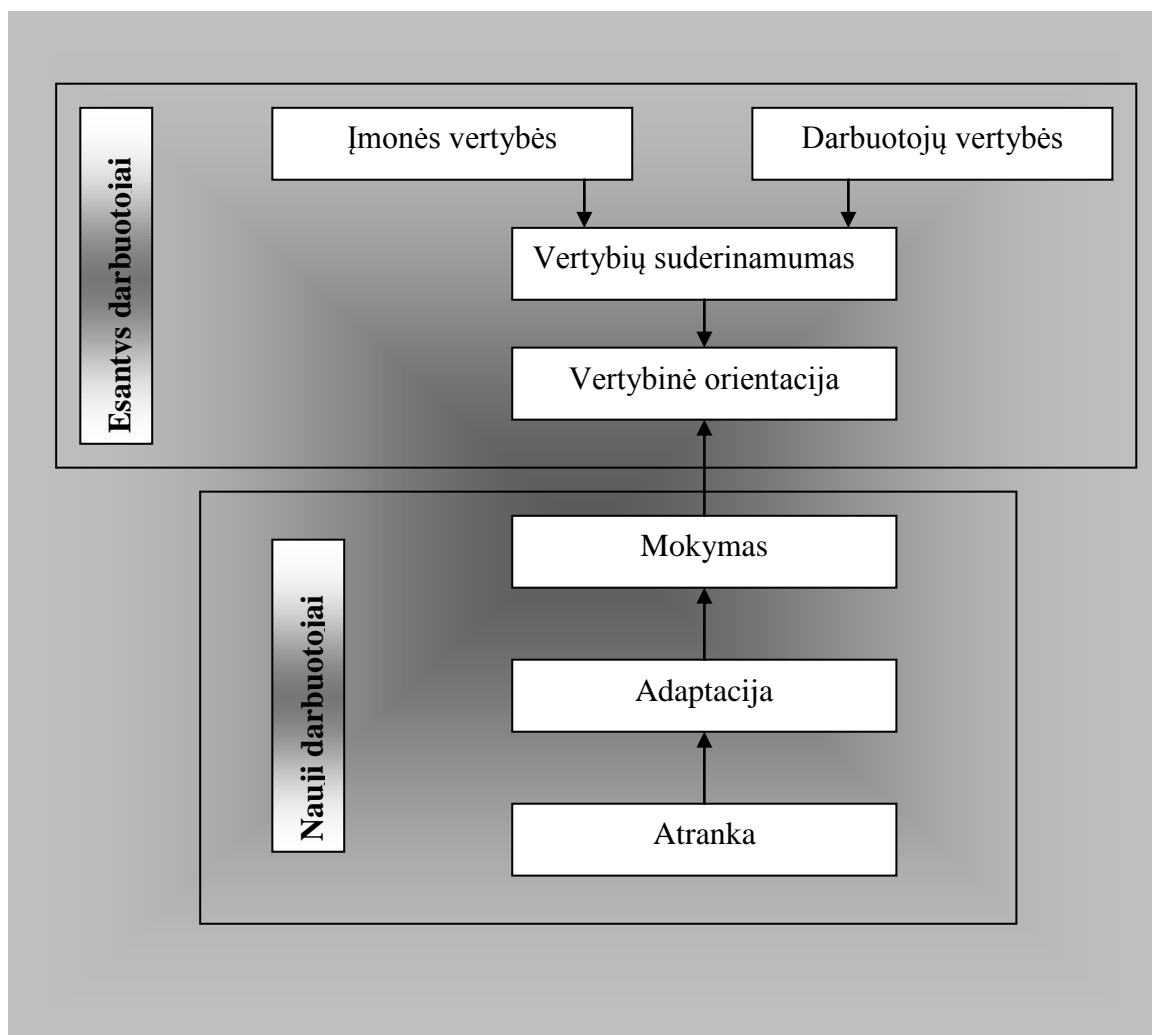 Esantys darbuotojai
Įmonės vertybės
Darbuotojų vertybės
Vertybių suderinamumas
Vertybinė orientacija
Nauji darbuotojai
Mokymas
Adaptacija
Atranka